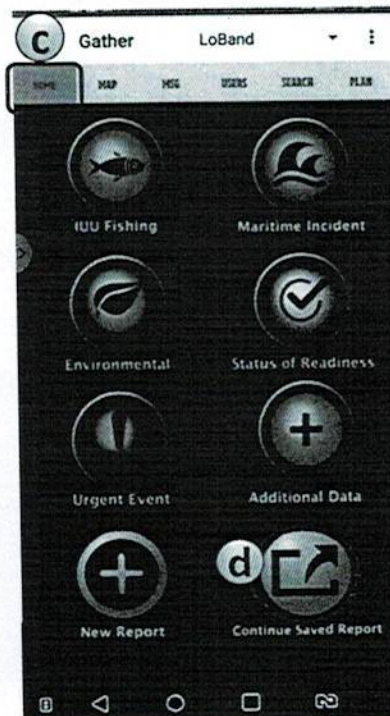 C Gather LoBand
HOME MAP MSG USERS SEARCH PLAN
IUU Fishing Maritime Incident
Environmental Status of Readiness
Urgent Event Additional Data
d
New Report Continue Saved Report